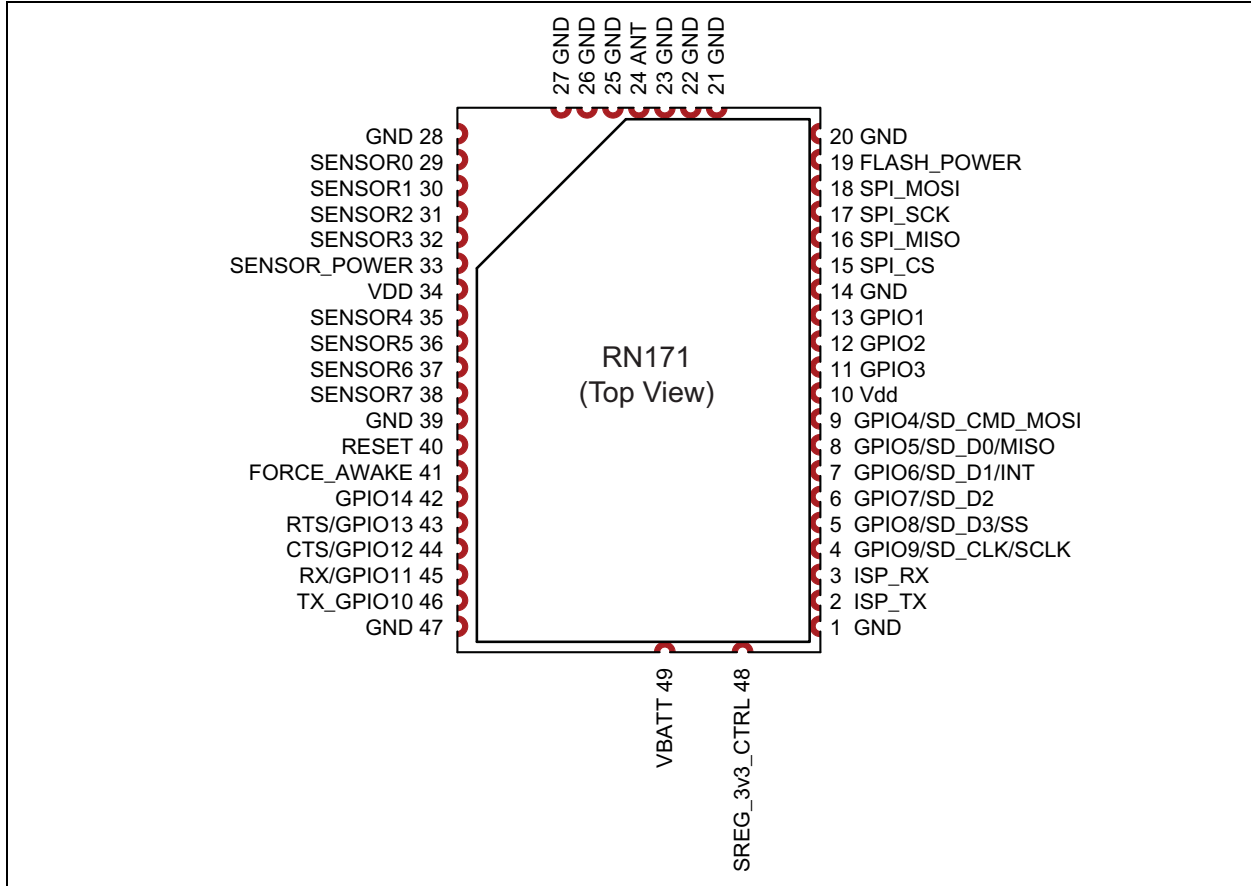 27 GND
26 GND
25 GND
24 ANT
23 GND
22 GND
21 GND
GND 28
SENSOR0 29
SENSOR1 30
SENSOR2 31
SENSOR3 32
SENSOR_POWER 33
VDD 34
SENSOR4 35
SENSOR5 36
SENSOR6 37
SENSOR7 38
GND 39
RESET 40
FORCE_AWAKE 41
GPIO14 42
RTS/GPIO13 43
CTS/GPIO12 44
RX/GPIO11 45
TX_GPIO10 46
GND 47
RN171
(Top View)
20 GND
19 FLASH_POWER
18 SPI_MOSI
17 SPI_SCK
16 SPI_MISO
15 SPI_CS
14 GND
13 GPIO1
12 GPIO2
11 GPIO3
10 Vdd
9 GPIO4/SD_CMD_MOSI
8 GPIO5/SD_D0/MISO
7 GPIO6/SD_D1/INT
6 GPIO7/SD_D2
5 GPIO8/SD_D3/SS
4 GPIO9/SD_CLK/SCLK
3 ISP_RX
2 ISP_TX
1 GND
VBATT 49
SREG_3v3_CTRL 48